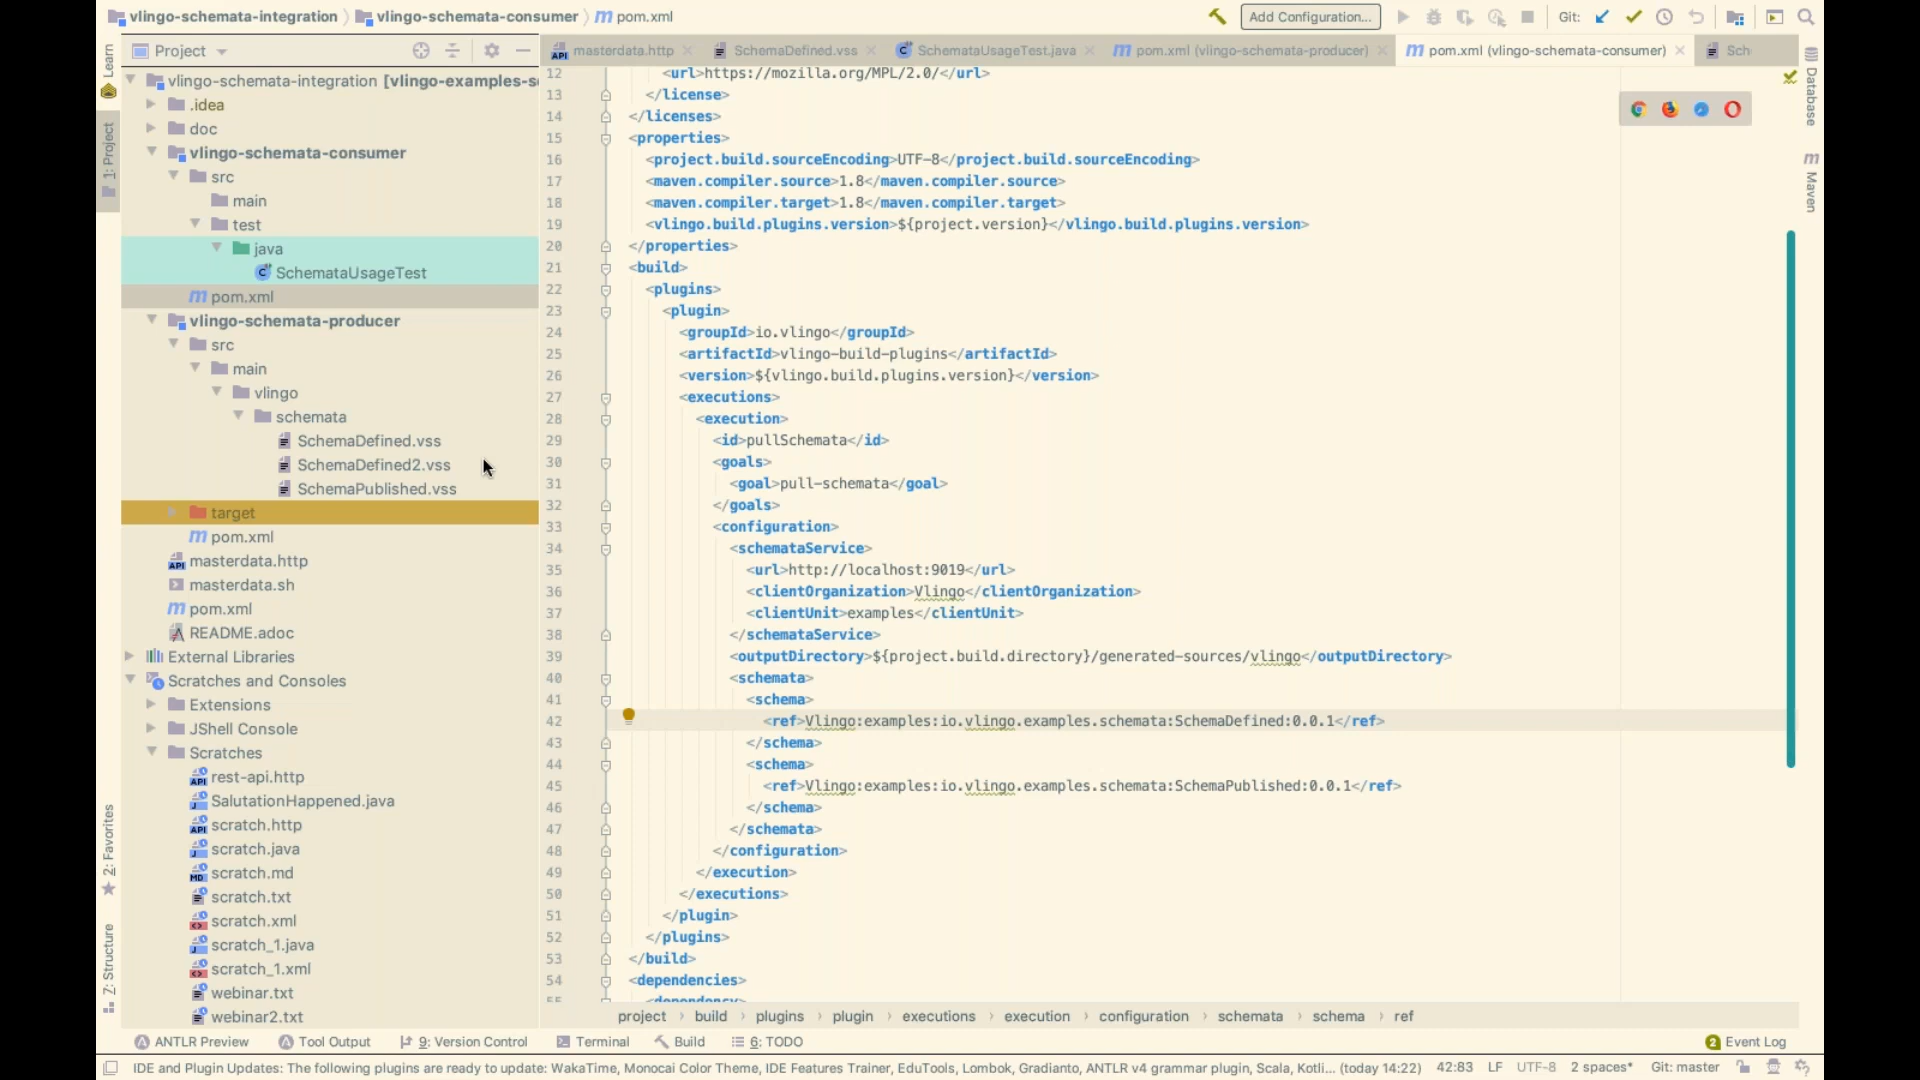 vlingo-schemata-integration vlingo-schemata-consumer pom.xml Add Configuration... Git:
Project
masterdata.http SchemaDefined.vss SchemataUsageTest.java pom.xml (vlingo-schemata-producer) pom.xml (vlingo-schemata-consumer) Sch
Learn
1: Project
2: Favorites
Z: Structure
vlingo-schemata-integration [vlingo-examples-s
.idea
doc
vlingo-schemata-consumer
src
main
test
java
SchemataUsageTest
pom.xml
vlingo-schemata-producer
src
main
vlingo
schemata
SchemaDefined.vss
SchemaDefined2.vss
SchemaPublished.vss
target
pom.xml
masterdata.http
masterdata.sh
pom.xml
README.adoc
External Libraries
Scratches and Consoles
Extensions
JShell Console
Scratches
rest-api.http
SalutationHappened.java
scratch.http
scratch.java
scratch.md
scratch.txt
scratch.xml
scratch_1.java
scratch_1.xml
webinar.txt
webinar2.txt
12 <url>https://mozilla.org/MPL/2.0/</url>
13 </license>
14 </licenses>
15 <properties>
16 <project.build.sourceEncoding>UTF-8</project.build.sourceEncoding>
17 <maven.compiler.source>1.8</maven.compiler.source>
18 <maven.compiler.target>1.8</maven.compiler.target>
19 <vlingo.build.plugins.version>${project.version}</vlingo.build.plugins.version>
20 </properties>
21 <build>
22 <plugins>
23 <plugin>
24 <groupId>io.vlingo</groupId>
25 <artifactId>vlingo-build-plugins</artifactId>
26 <version>${vlingo.build.plugins.version}</version>
27 <executions>
28 <execution>
29 <id>pullSchemata</id>
30 <goals>
31 <goal>pull-schemata</goal>
32 </goals>
33 <configuration>
34 <schemataService>
35 <url>http://localhost:9019</url>
36 <clientOrganization>Vlingo</clientOrganization>
37 <clientUnit>examples</clientUnit>
38 </schemataService>
39 <outputDirectory>${project.build.directory}/generated-sources/vlingo</outputDirectory>
40 <schemata>
41 <schema>
42 <ref>Vlingo:examples:io.vlingo.examples.schemata:SchemaDefined:0.0.1</ref>
43 </schema>
44 <schema>
45 <ref>Vlingo:examples:io.vlingo.examples.schemata:SchemaPublished:0.0.1</ref>
46 </schema>
47 </schemata>
48 </configuration>
49 </execution>
50 </executions>
51 </plugin>
52 </plugins>
53 </build>
54 <dependencies>
55 <dependency>
Database
Maven
project build plugins plugin executions execution configuration schemata schema ref
ANTLR Preview Tool Output 9: Version Control Terminal Build 6: TODO 2 Event Log
IDE and Plugin Updates: The following plugins are ready to update: WakaTime, Monocai Color Theme, IDE Features Trainer, EduTools, Lombok, Gradianto, ANTLR v4 grammar plugin, Scala, Kotli... (today 14:22) 42:83 LF UTF-8 2 spaces* Git: master